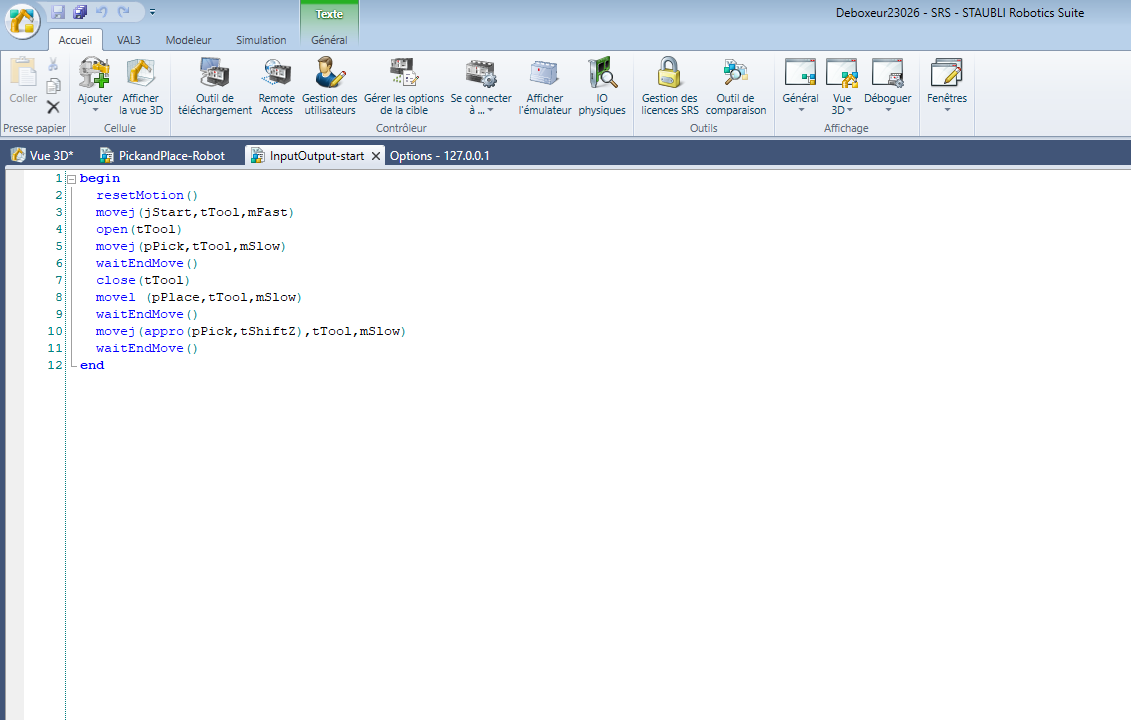 Deboxeur23026 - SRS - STAUBLI Robotics Suite
Texte
Accueil VAL3 Modeleur Simulation Général
Coller
Ajouter
Afficher la vue 3D
Outil de téléchargement
Remote Access
Gestion des utilisateurs
Gérer les options de la cible
Se connecter à ...
Afficher l'émulateur
IO physiques
Gestion des licences SRS
Outil de comparaison
Général
Vue 3D
Déboguer
Fenêtres
Presse papier Cellule Contrôleur Outils Affichage
Vue 3D* PickandPlace-Robot InputOutput-start Options - 127.0.0.1
1 begin
2 resetMotion()
3 movej(jStart,tTool,mFast)
4 open(tTool)
5 movej(pPick,tTool,mSlow)
6 waitEndMove()
7 close(tTool)
8 movel (pPlace,tTool,mSlow)
9 waitEndMove()
10 movej(appro(pPick,tShiftZ),tTool,mSlow)
11 waitEndMove()
12 end